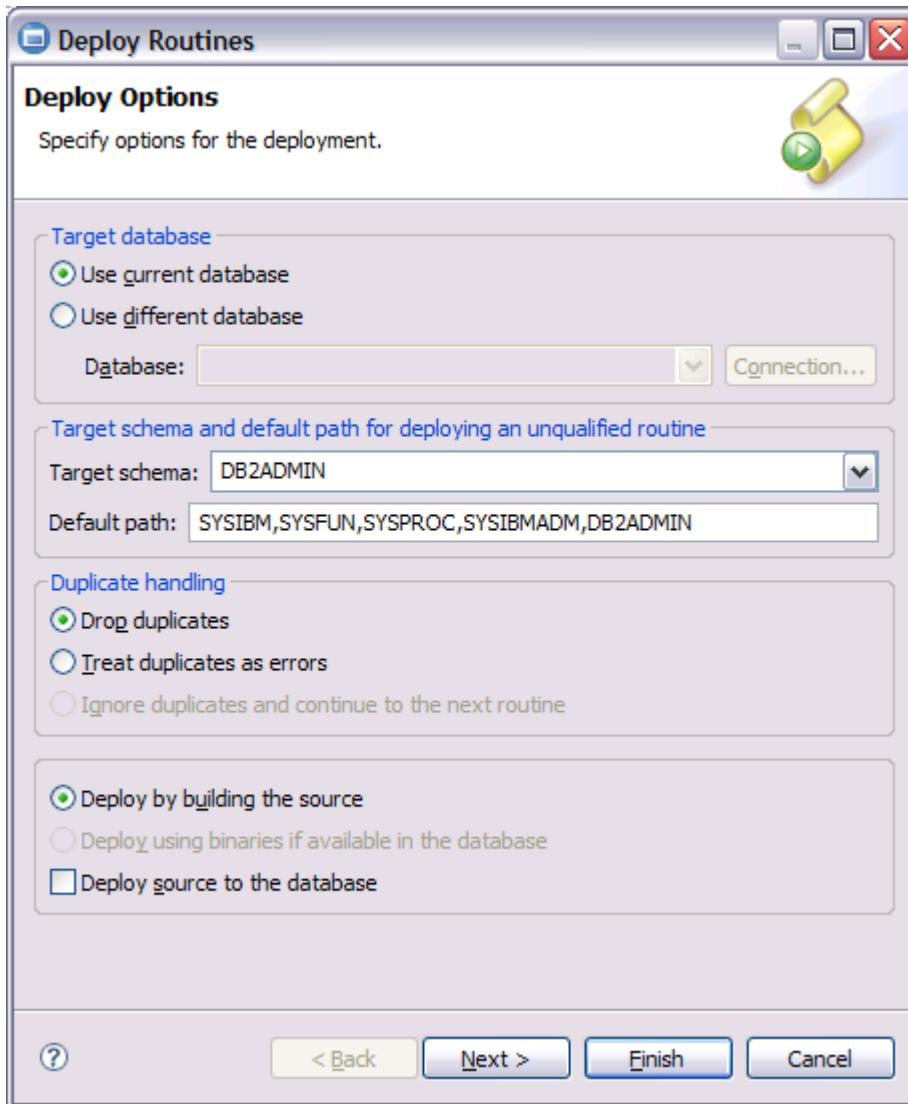 Deploy Routines
Deploy Options
Specify options for the deployment.
Target database
Use current database
Use different database
Database:
Connection...
Target schema and default path for deploying an unqualified routine
Target schema: DB2ADMIN
Default path: SYSIBM,SYSFUN,SYSPROC,SYSIBMADM,DB2ADMIN
Duplicate handling
Drop duplicates
Treat duplicates as errors
Ignore duplicates and continue to the next routine
Deploy by building the source
Deploy using binaries if available in the database
Deploy source to the database
? < Back Next > Finish Cancel